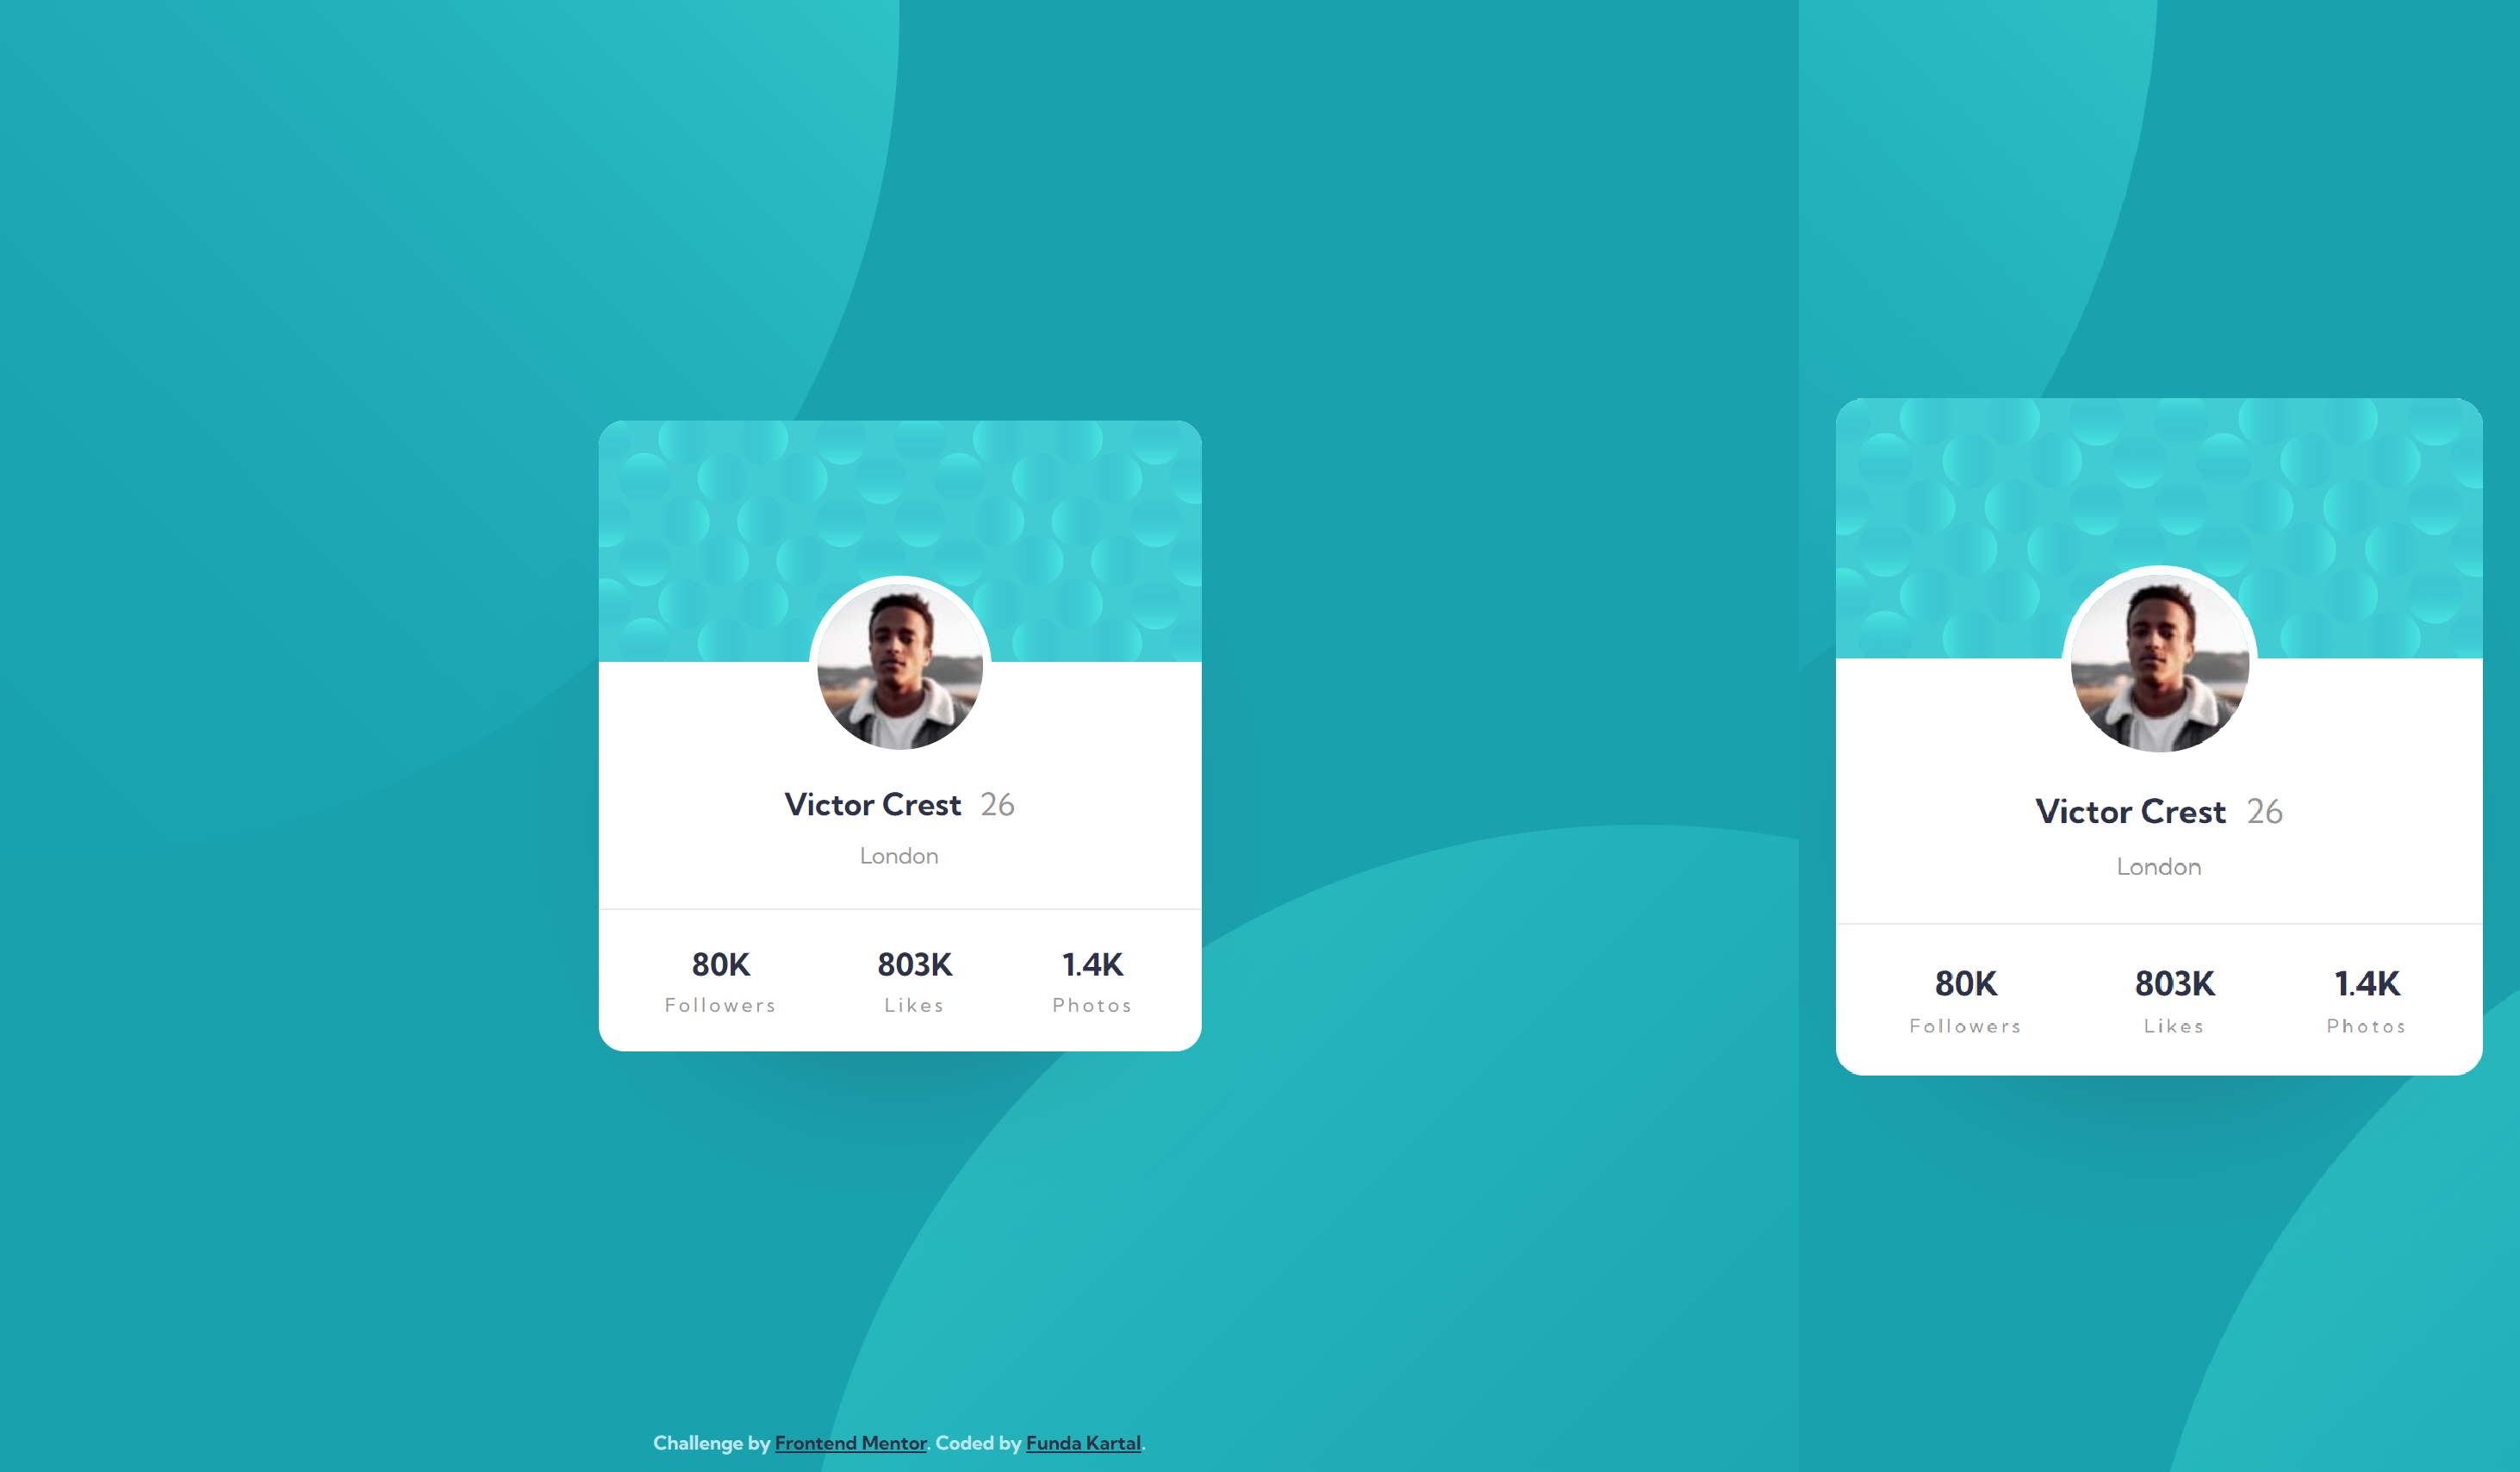 Victor Crest 26
London
80K 803K 1.4K
Followers Likes Photos
Challenge by Frontend Mentor. Coded by Funda Kartal.
Victor Crest 26
London
80K 803K 1.4K
Followers Likes Photos